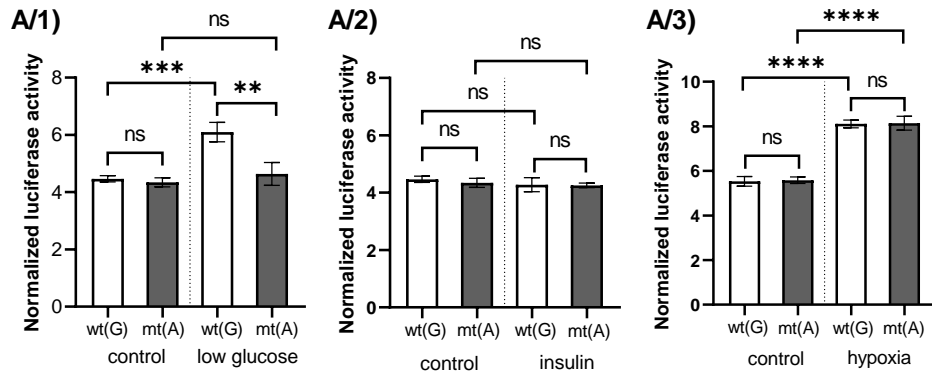 A/1)
Normalized luciferase activity
8
6
4
2
0
ns
***
**
ns
wt(G) mt(A) wt(G) mt(A)
control low glucose
A/2)
Normalized luciferase activity
8
6
4
2
0
ns
ns
ns
ns
wt(G) mt(A) wt(G) mt(A)
control insulin
A/3)
Normalized luciferase activity
10
8
6
4
2
0
****
****
ns
ns
wt(G) mt(A) wt(G) mt(A)
control hypoxia